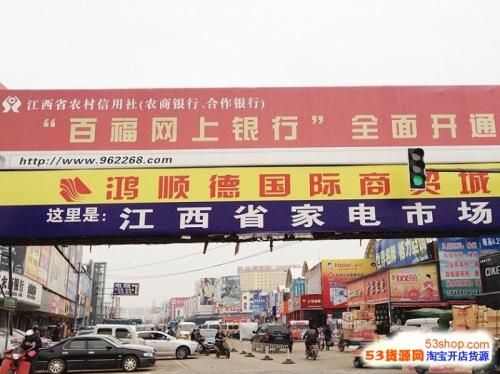 江西省农村信用社(农商银行、合作银行)
“百福网上银行”全面开通
http://www.962268.com
鸿顺德国际商贸城
这里是：江西省家电市场
53shop.com
53货源网 淘宝开店货源